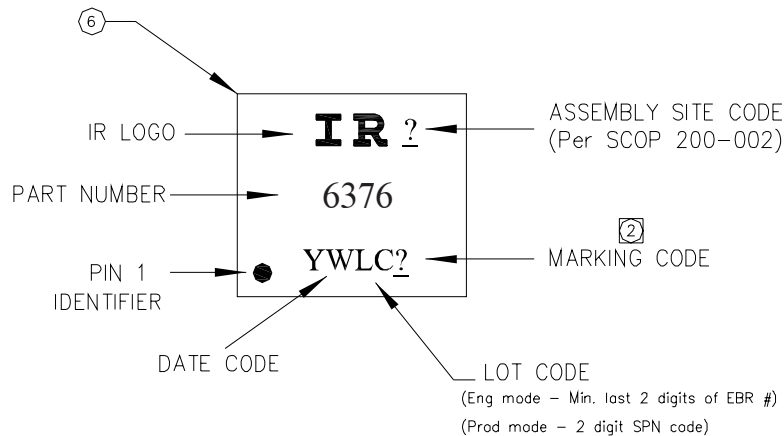 6
IR LOGO
IR ?
ASSEMBLY SITE CODE
(Per SCOP 200-002)
PART NUMBER
6376
2
MARKING CODE
YWLC?
PIN 1
IDENTIFIER
DATE CODE
LOT CODE
(Eng mode - Min. last 2 digits of EBR #)
(Prod mode - 2 digit SPN code)